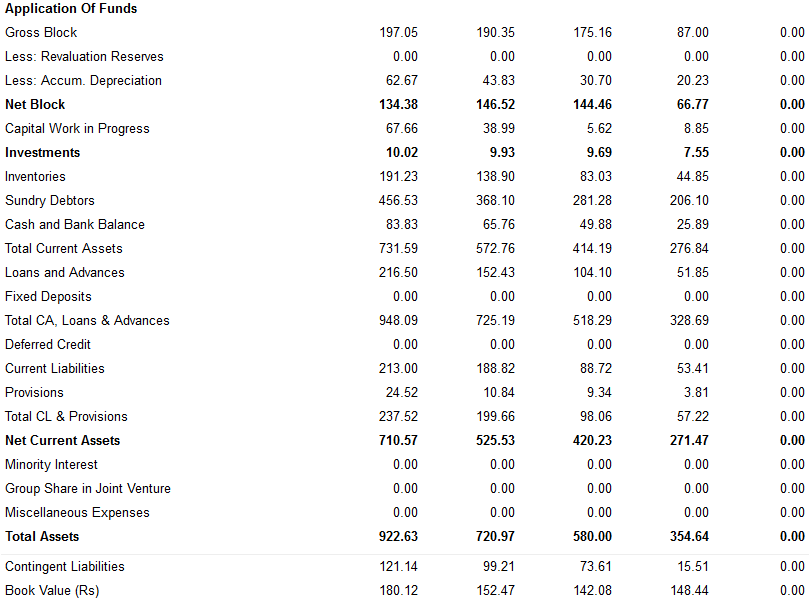 Application Of Funds
Gross Block 197.05 190.35 175.16 87.00 0.00
Less: Revaluation Reserves 0.00 0.00 0.00 0.00 0.00
Less: Accum. Depreciation 62.67 43.83 30.70 20.23 0.00
Net Block 134.38 146.52 144.46 66.77 0.00
Capital Work in Progress 67.66 38.99 5.62 8.85 0.00
Investments 10.02 9.93 9.69 7.55 0.00
Inventories 191.23 138.90 83.03 44.85 0.00
Sundry Debtors 456.53 368.10 281.28 206.10 0.00
Cash and Bank Balance 83.83 65.76 49.88 25.89 0.00
Total Current Assets 731.59 572.76 414.19 276.84 0.00
Loans and Advances 216.50 152.43 104.10 51.85 0.00
Fixed Deposits 0.00 0.00 0.00 0.00 0.00
Total CA, Loans & Advances 948.09 725.19 518.29 328.69 0.00
Deferred Credit 0.00 0.00 0.00 0.00 0.00
Current Liabilities 213.00 188.82 88.72 53.41 0.00
Provisions 24.52 10.84 9.34 3.81 0.00
Total CL & Provisions 237.52 199.66 98.06 57.22 0.00
Net Current Assets 710.57 525.53 420.23 271.47 0.00
Minority Interest 0.00 0.00 0.00 0.00 0.00
Group Share in Joint Venture 0.00 0.00 0.00 0.00 0.00
Miscellaneous Expenses 0.00 0.00 0.00 0.00 0.00
Total Assets 922.63 720.97 580.00 354.64 0.00
Contingent Liabilities 121.14 99.21 73.61 15.51 0.00
Book Value (Rs) 180.12 152.47 142.08 148.44 0.00